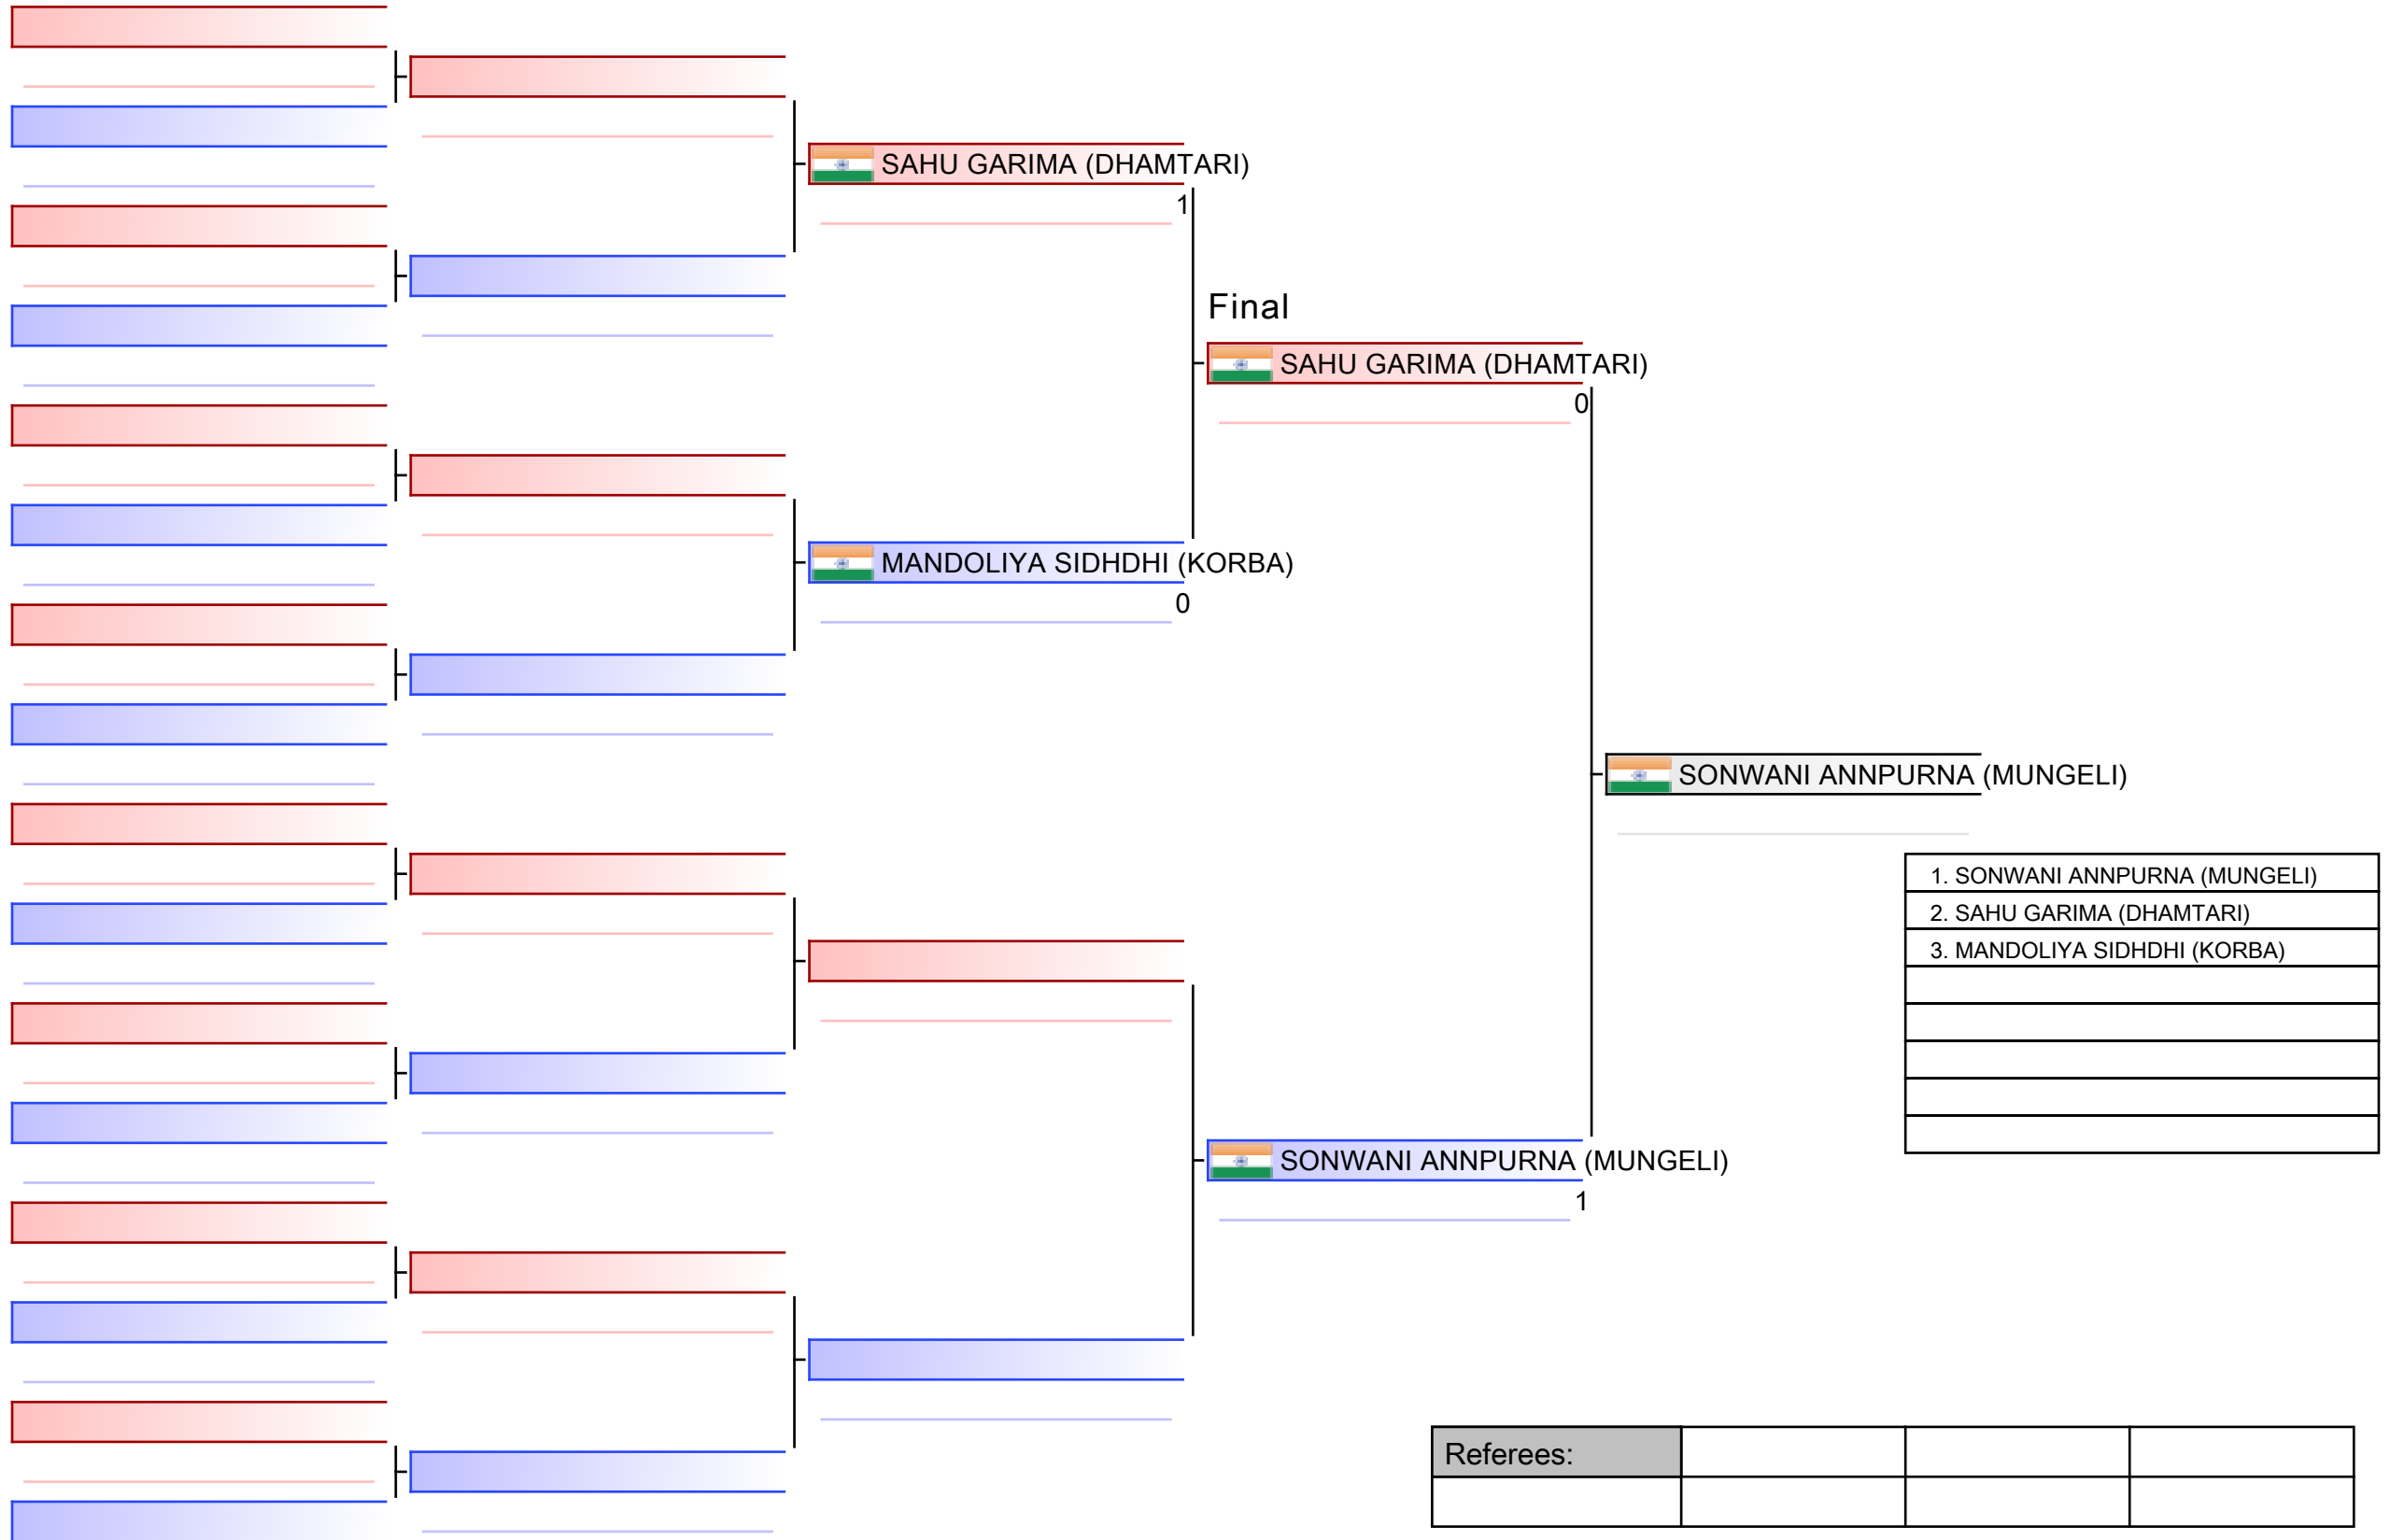 SAHU GARIMA (DHAMTARI)
1
Final
SAHU GARIMA (DHAMTARI)
0
MANDOLIYA SIDHDHI (KORBA)
0
SONWANI ANNPURNA (MUNGELI)
1. SONWANI ANNPURNA (MUNGELI)
2. SAHU GARIMA (DHAMTARI)
3. MANDOLIYA SIDHDHI (KORBA)
SONWANI ANNPURNA (MUNGELI)
1
Referees: